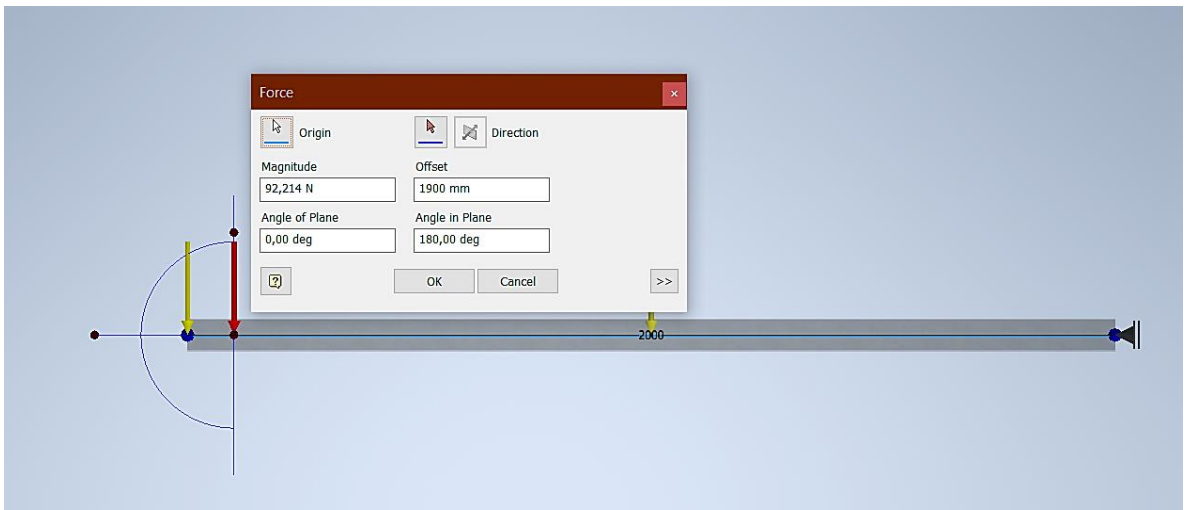 Force
Origin Direction
Magnitude Offset
92,214 N 1900 mm
Angle of Plane Angle in Plane
0,00 deg 180,00 deg
? OK Cancel >>
2000